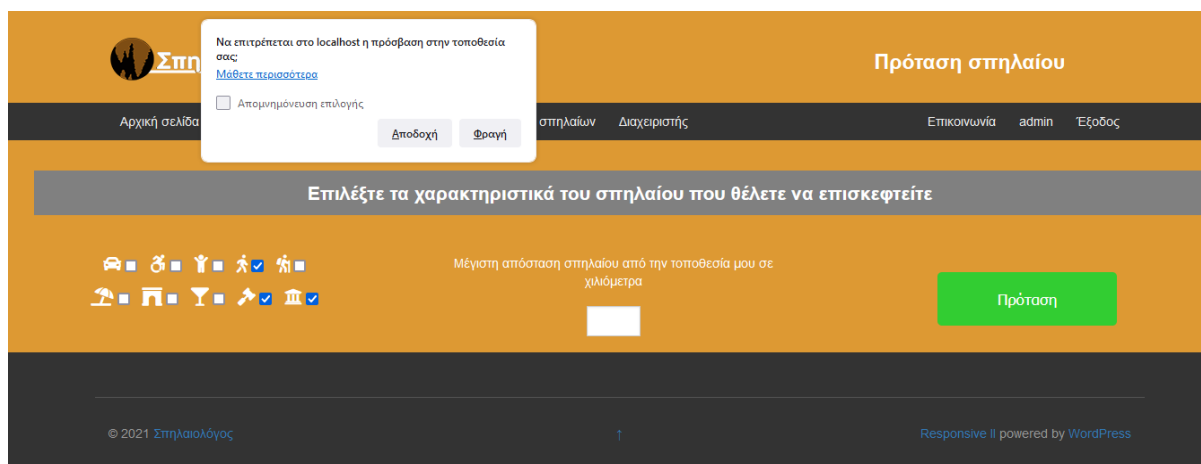 Να επιτρέπεται στο localhost η πρόσβαση στην τοποθεσία
σας;
Μάθετε περισσότερα
Απομνημόνευση επιλογής
Αποδοχή Φραγή
Πρόταση σπηλαίου
Αρχική σελίδα σπηλαίων Διαχειριστής Επικοινωνία admin Έξοδος
Επιλέξτε τα χαρακτηριστικά του σπηλαίου που θέλετε να επισκεφτείτε
Μέγιστη απόσταση σπηλαίου από την τοποθεσία μου σε
χιλιόμετρα
Πρόταση
© 2021 Σπηλαιολόγος ↑ Responsive II powered by WordPress